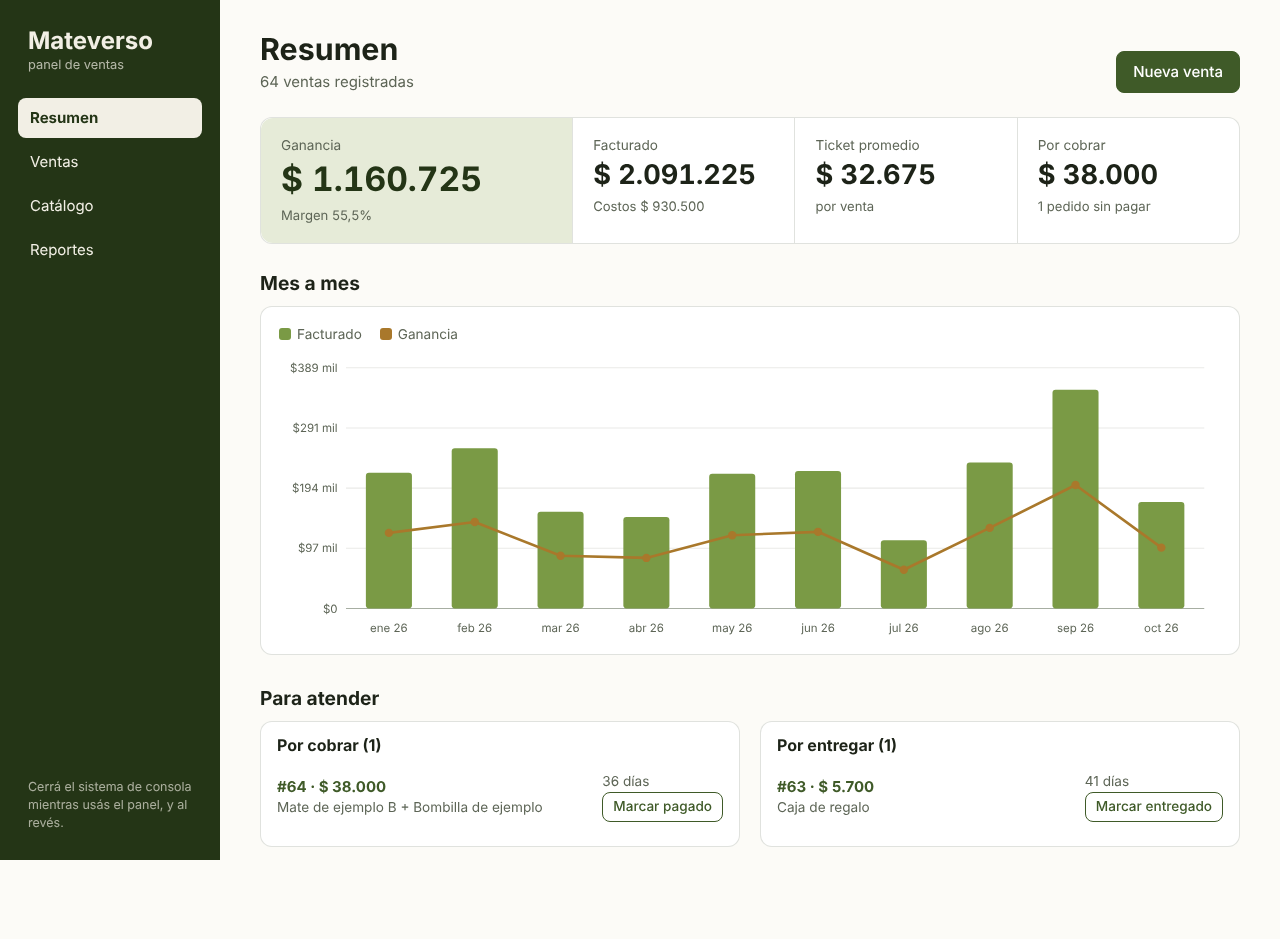 Mateverso
panel de ventas
Resumen
Ventas
Catálogo
Reportes
Cerrá el sistema de consola
mientras usás el panel, y al
revés.
Resumen
64 ventas registradas
Nueva venta
Ganancia
$ 1.160.725
Margen 55,5%
Facturado
$ 2.091.225
Costos $ 930.500
Ticket promedio
$ 32.675
por venta
Por cobrar
$ 38.000
1 pedido sin pagar
Mes a mes
Facturado
Ganancia
$389 mil
$291 mil
$194 mil
$97 mil
$0
ene 26
feb 26
mar 26
abr 26
may 26
jun 26
jul 26
ago 26
sep 26
oct 26
Para atender
Por cobrar (1)
#64 · $ 38.000
Mate de ejemplo B + Bombilla de ejemplo
36 días
Marcar pagado
Por entregar (1)
#63 · $ 5.700
Caja de regalo
41 días
Marcar entregado